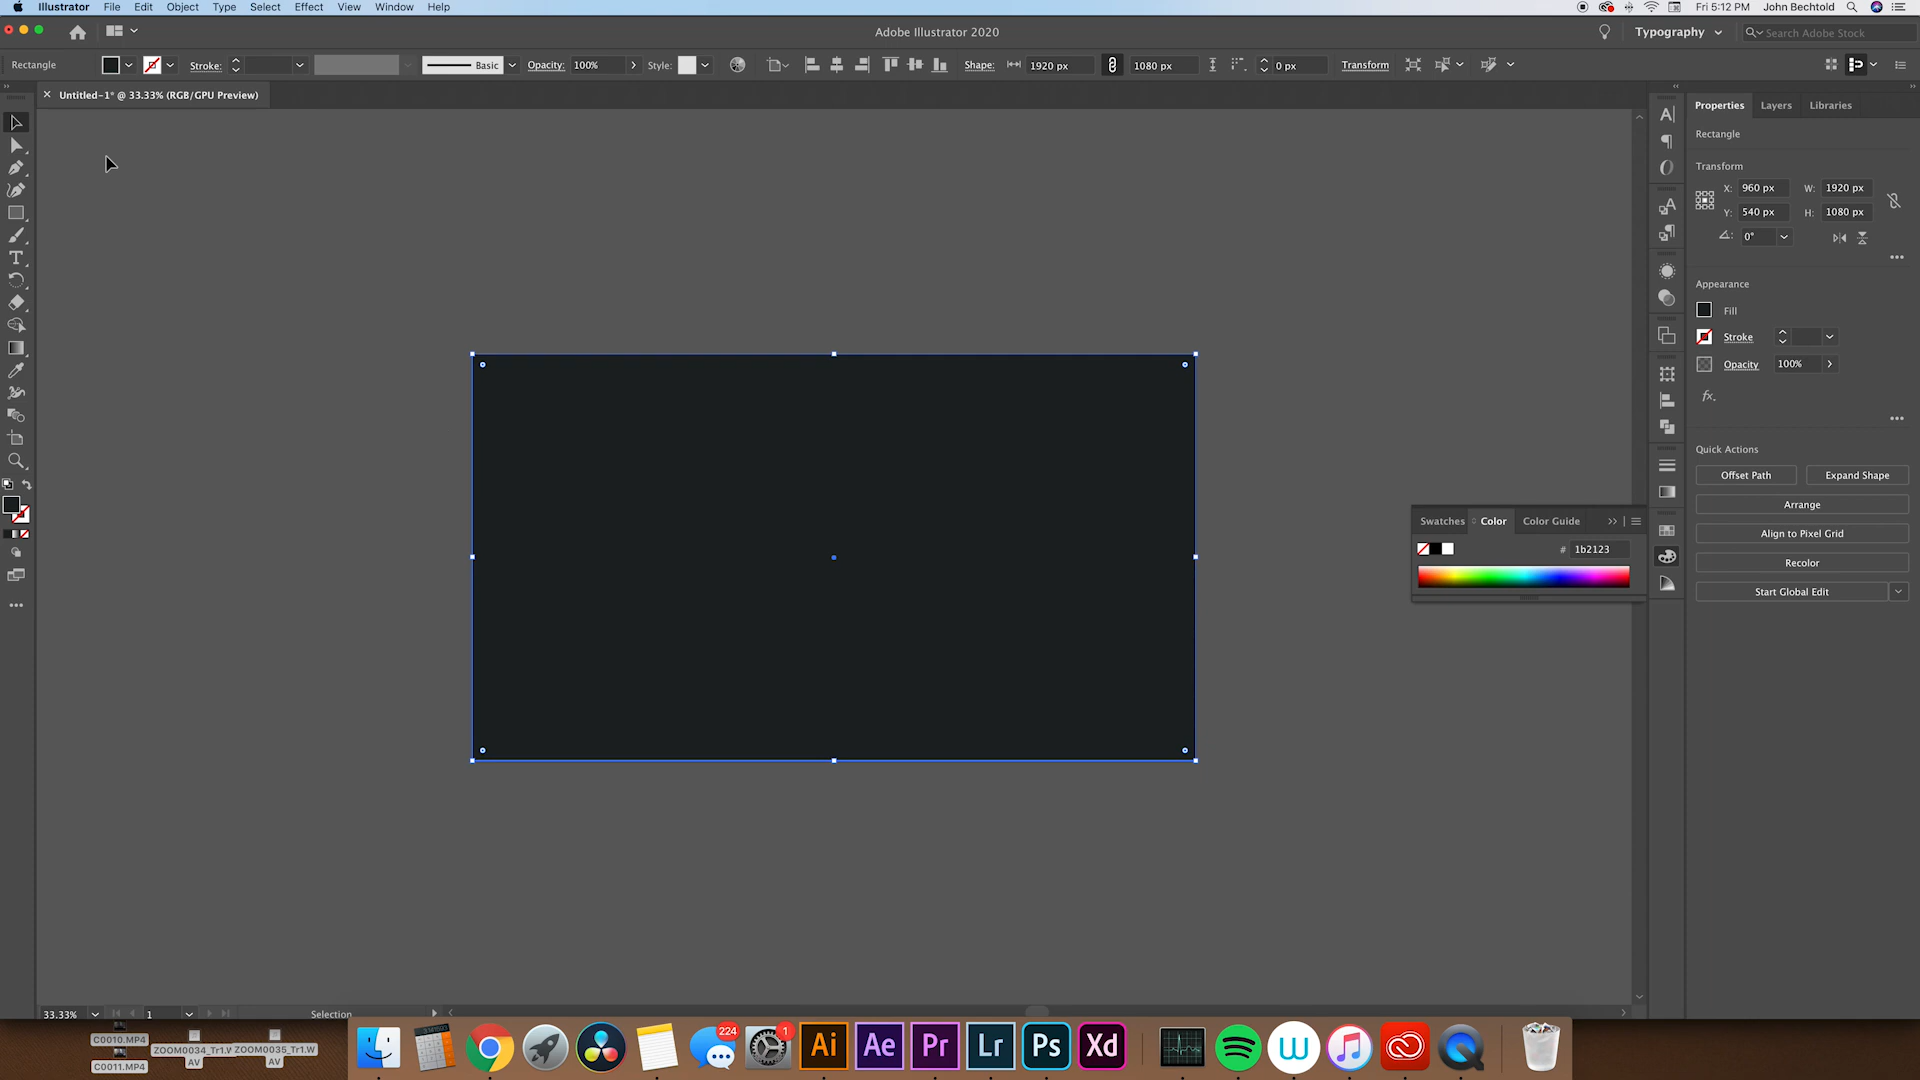 Illustrator File Edit Object Type Select Effect View Window Help
Fri 5:12 PM John Bechtold
Adobe Illustrator 2020
Typography
Search Adobe Stock
Rectangle Stroke: Basic Opacity: 100% Style: Shape: 1920 px 1080 px 0 px Transform
Untitled-1* @ 33.33% (RGB/GPU Preview)
Properties Layers Libraries
Rectangle
Transform
X: 960 px W: 1920 px
Y: 540 px H: 1080 px
0°
Appearance
Fill
Stroke
Opacity 100%
fx.
Quick Actions
Offset Path Expand Shape
Arrange
Align to Pixel Grid
Recolor
Start Global Edit
Swatches Color Color Guide
# 1b2123
33.33% 1 Selection
C0010.MP4
C0011.MP4
ZOOM0034_Tr1.W
AV
ZOOM0035_Tr1.W
AV
224
1
Ai Ae Pr Lr Ps Xd